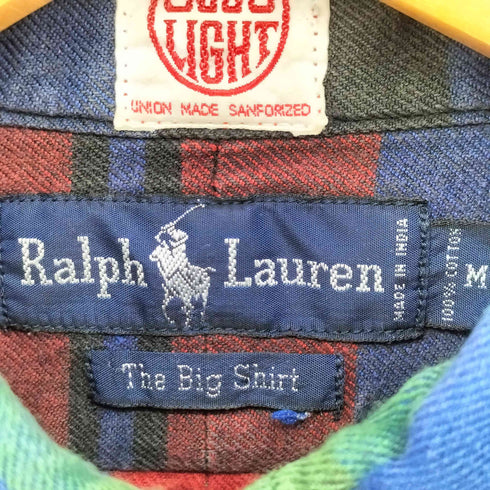 LIGHT
UNION MADE SANFORIZED
Ralph Lauren
MADE IN INDIA
100% COTTON
M
The Big Shirt